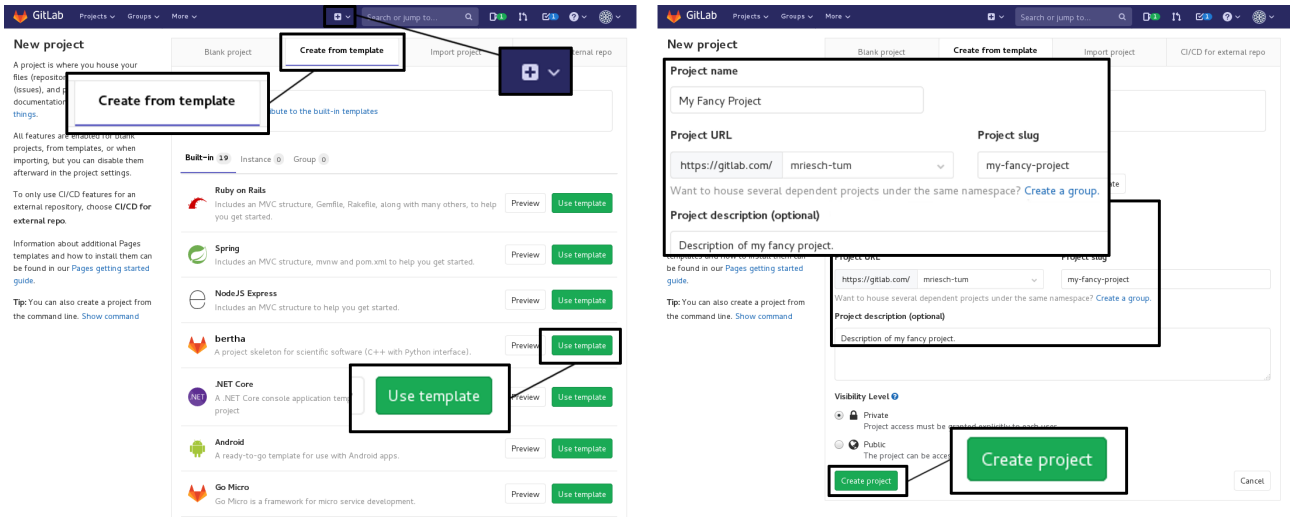 GitLab Projects Groups More Search or jump to...
New project
A project is where you house your
files (repositor
(issues), and p
documentation
things.
All features are enabled for blank
projects, from templates, or when
importing, but you can disable them
afterward in the project settings.
To only use CI/CD features for an
external repository, choose CI/CD for
external repo.
Information about additional Pages
templates and how to install them can
be found in our Pages getting started
guide.
Tip: You can also create a project from
the command line. Show command
Blank project Create from template Import project ternal repo
Create from template
bute to the built-in templates
Built-in 19 Instance 0 Group 0
Ruby on Rails
Includes an MVC structure, Gemfile, Rakefile, along with many others, to help
you get started.
Preview Use template
Spring
Includes an MVC structure, mvnw and pom.xml to help you get started.
Preview Use template
NodeJS Express
Includes an MVC structure to help you get started.
Preview Use template
bertha
A project skeleton for scientific software (C++ with Python interface).
Preview Use template
.NET Core
.NET
A .NET Core console application temp
project
Preview Use template
Use template
Android
A ready-to-go template for use with Android apps.
Preview Use template
Go Micro
Go Micro is a framework for micro service development.
Preview Use template
GitLab Projects Groups More Search or jump to...
New project
Blank project Create from template Import project CI/CD for external repo
Project name
My Fancy Project
Project URL Project slug
https://gitlab.com/ mriesch-tum my-fancy-project
Want to house several dependent projects under the same namespace? Create a group.
Project description (optional)
Description of my fancy project.
templates and how to install them can
be found in our Pages getting started
guide.
Tip: You can also create a project from
the command line. Show command
Project URL Project slug
https://gitlab.com/ mriesch-tum my-fancy-project
Want to house several dependent projects under the same namespace? Create a group.
Project description (optional)
Description of my fancy project.
Visibility Level
Private
Project access must be granted explicitly to each user.
Public
The project can be acces
Create project
Create project Cancel